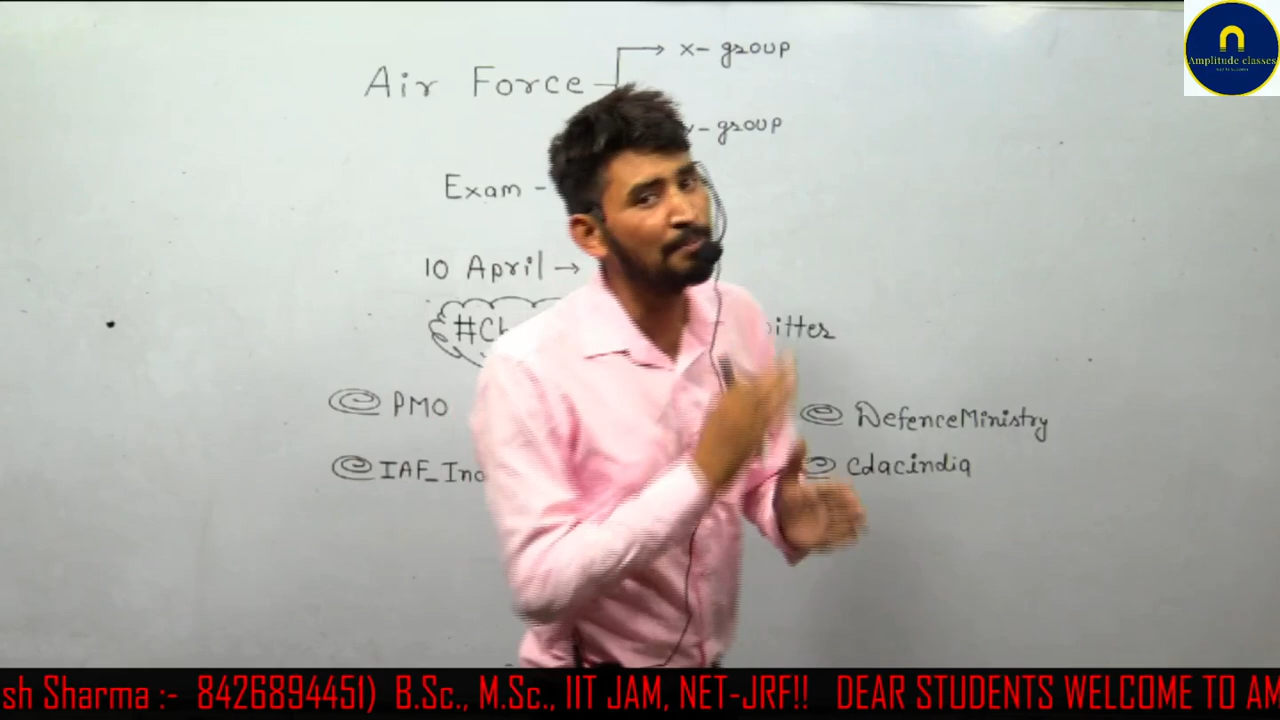 Air Force → x- group
y- group
Exam -
10 April →
#Ch
itter
@ PMO @ DefenceMinistry
@ IAF_Ind @ cdacindia
Amplitude classes
sh Sharma :- 8426894451) B.Sc., M.Sc., IIT JAM, NET-JRF!! DEAR STUDENTS WELCOME TO AM